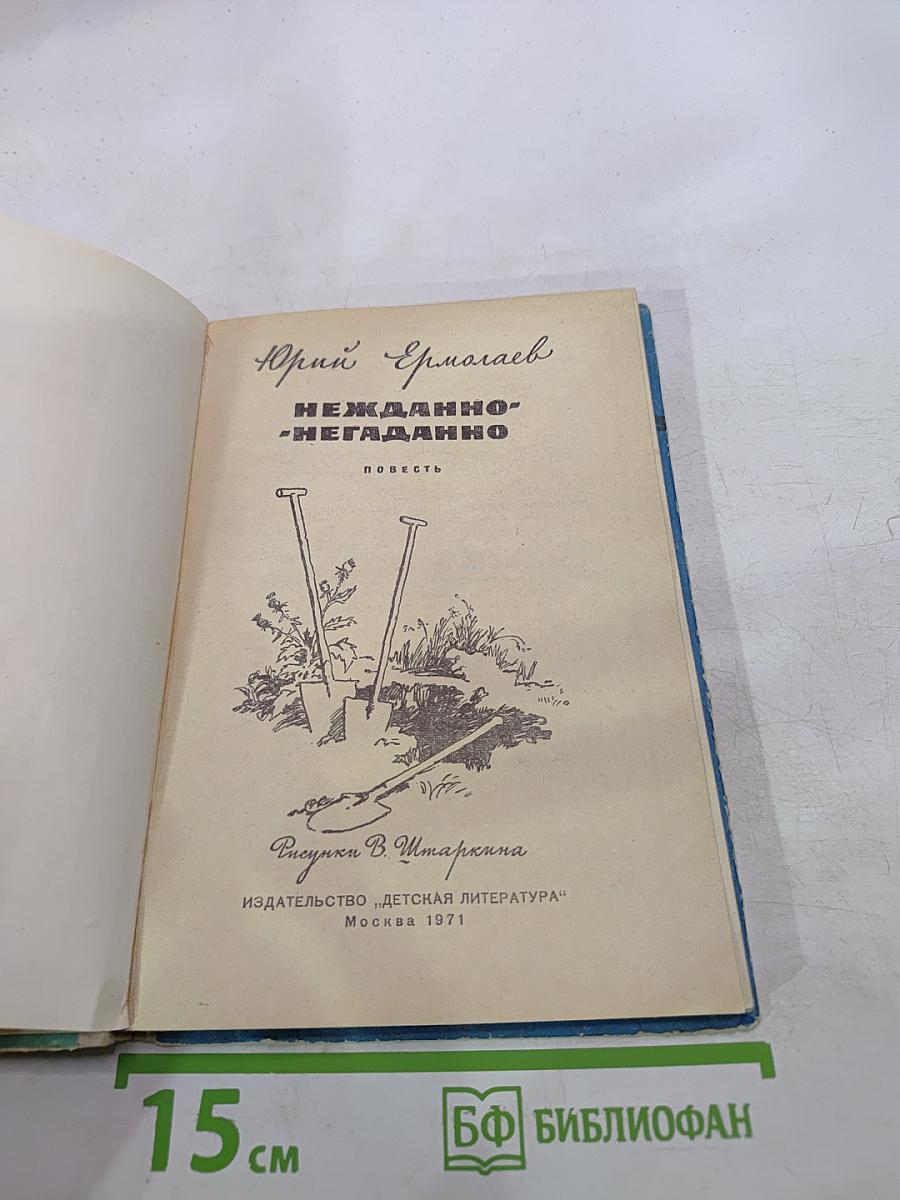 Юрий Ермолаев
НЕЖДАННО-
-НЕГАДАННО
ПОВЕСТЬ
Рисунки В. Штаркина
ИЗДАТЕЛЬСТВО „ДЕТСКАЯ ЛИТЕРАТУРА“
Москва 1971
15 см
БФ БИБЛИОФАН